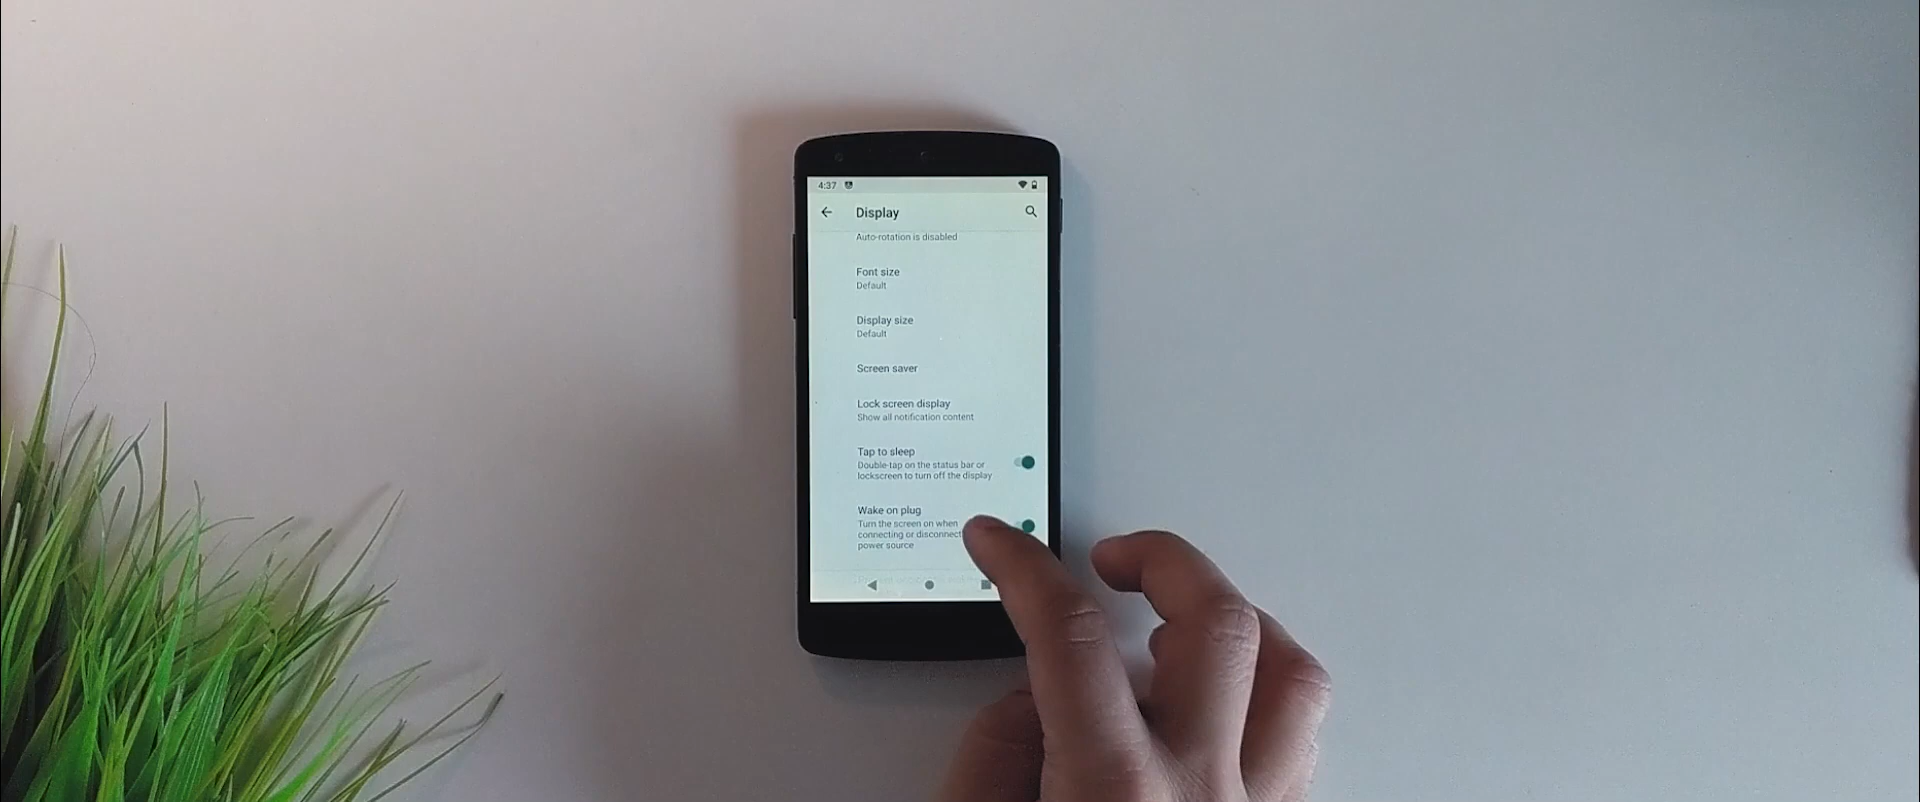 4:37
Display
Auto-rotation is disabled
Font size
Default
Display size
Default
Screen saver
Lock screen display
Show all notification content
Tap to sleep
Double-tap on the status bar or
lockscreen to turn off the display
Wake on plug
Turn the screen on when
connecting or disconnect
power source